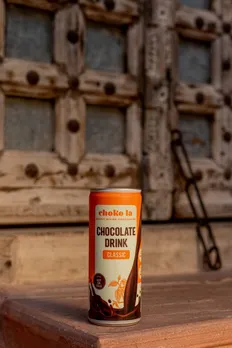 choko la
CHOCOLATE
DRINK
CLASSIC